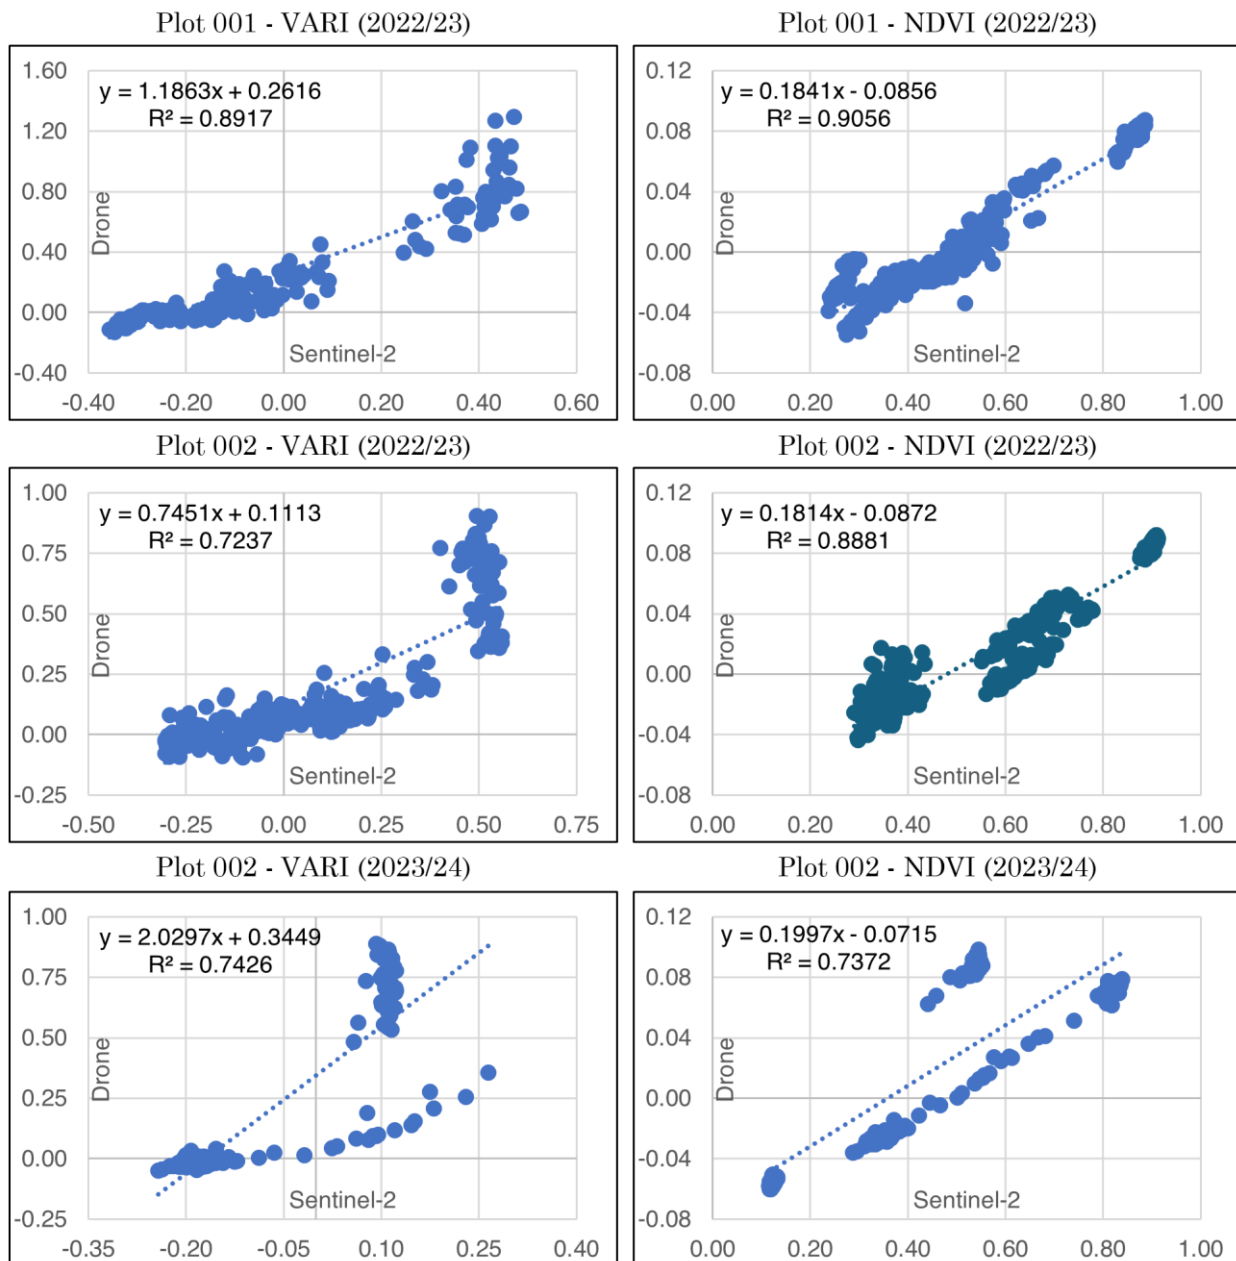 Plot 001 - VARI (2022/23)
1.60
1.20
0.80
0.40
0.00
-0.40
y = 1.1863x + 0.2616
R² = 0.8917
Drone
Sentinel-2
-0.40 -0.20 0.00 0.20 0.40 0.60
Plot 001 - NDVI (2022/23)
0.12
0.08
0.04
0.00
-0.04
-0.08
y = 0.1841x - 0.0856
R² = 0.9056
Drone
Sentinel-2
0.00 0.20 0.40 0.60 0.80 1.00
Plot 002 - VARI (2022/23)
1.00
0.75
0.50
0.25
0.00
-0.25
y = 0.7451x + 0.1113
R² = 0.7237
Drone
Sentinel-2
-0.50 -0.25 0.00 0.25 0.50 0.75
Plot 002 - NDVI (2022/23)
0.12
0.08
0.04
0.00
-0.04
-0.08
y = 0.1814x - 0.0872
R² = 0.8881
Drone
Sentinel-2
0.00 0.20 0.40 0.60 0.80 1.00
Plot 002 - VARI (2023/24)
1.00
0.75
0.50
0.25
0.00
-0.25
y = 2.0297x + 0.3449
R² = 0.7426
Drone
Sentinel-2
-0.35 -0.20 -0.05 0.10 0.25 0.40
Plot 002 - NDVI (2023/24)
0.12
0.08
0.04
0.00
-0.04
-0.08
y = 0.1997x - 0.0715
R² = 0.7372
Drone
Sentinel-2
0.00 0.20 0.40 0.60 0.80 1.00